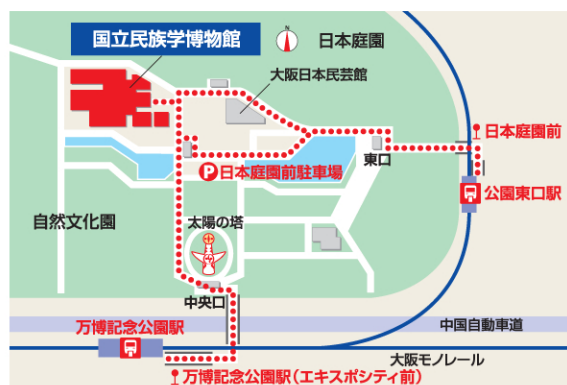 国立民族学博物館
N
日本庭園
大阪日本民芸館
日本庭園前
東口
P日本庭園前駐車場
公園東口駅
自然文化園
太陽の塔
中央口
万博記念公園駅
中国自動車道
大阪モノレール
万博記念公園駅(エキスポシティ前)